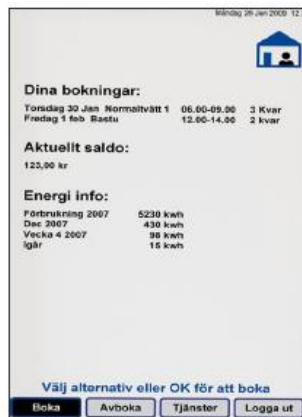 Måndag 26 Jan 2009 12.
Dina bokningar:
Torsdag 30 Jan Normaltvätt 1 06.00-09.00 3 Kvar
Fredag 1 feb Bastu 12.00-14.00 2 kvar
Aktuellt saldo:
123,00 kr
Energi info:
Förbrukning 2007 5230 kwh
Dec 2007 430 kwh
Vecka 4 2007 98 kwh
Igår 15 kwh
Välj alternativ eller OK för att boka
Boka Avboka Tjänster Logga ut